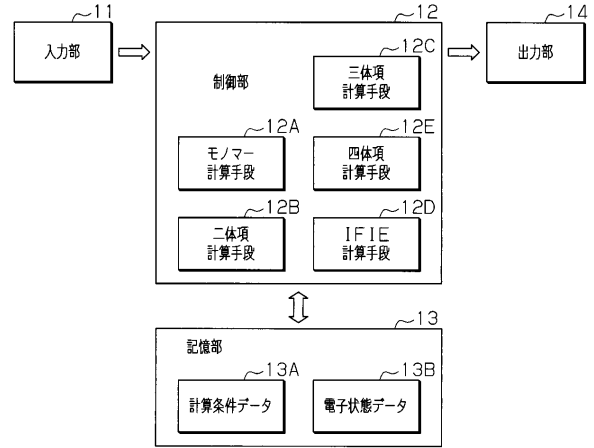 11
入力部
12
制御部
12C
三体項
計算手段
12A
モノマー
計算手段
12E
四体項
計算手段
12B
二体項
計算手段
12D
IFIE
計算手段
14
出力部
13
記憶部
13A
計算条件データ
13B
電子状態データ